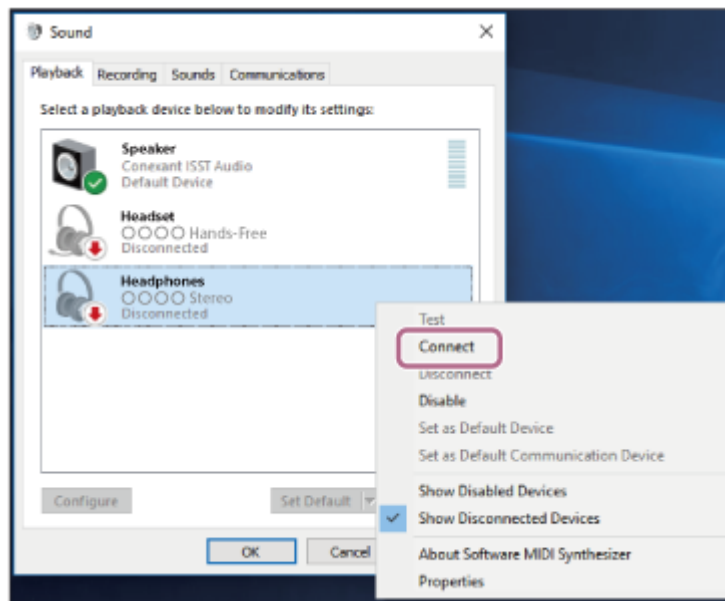 Sound
Playback Recording Sounds Communications
Select a playback device below to modify its settings:
Speaker
Conexant ISST Audio
Default Device
Headset
○○○○ Hands-Free
Disconnected
Headphones
○○○○ Stereo
Disconnected
Test
Connect
Disconnect
Disable
Set as Default Device
Set as Default Communication Device
Show Disabled Devices
Show Disconnected Devices
About Software MIDI Synthesizer
Properties
Configure Set Default
OK Cancel